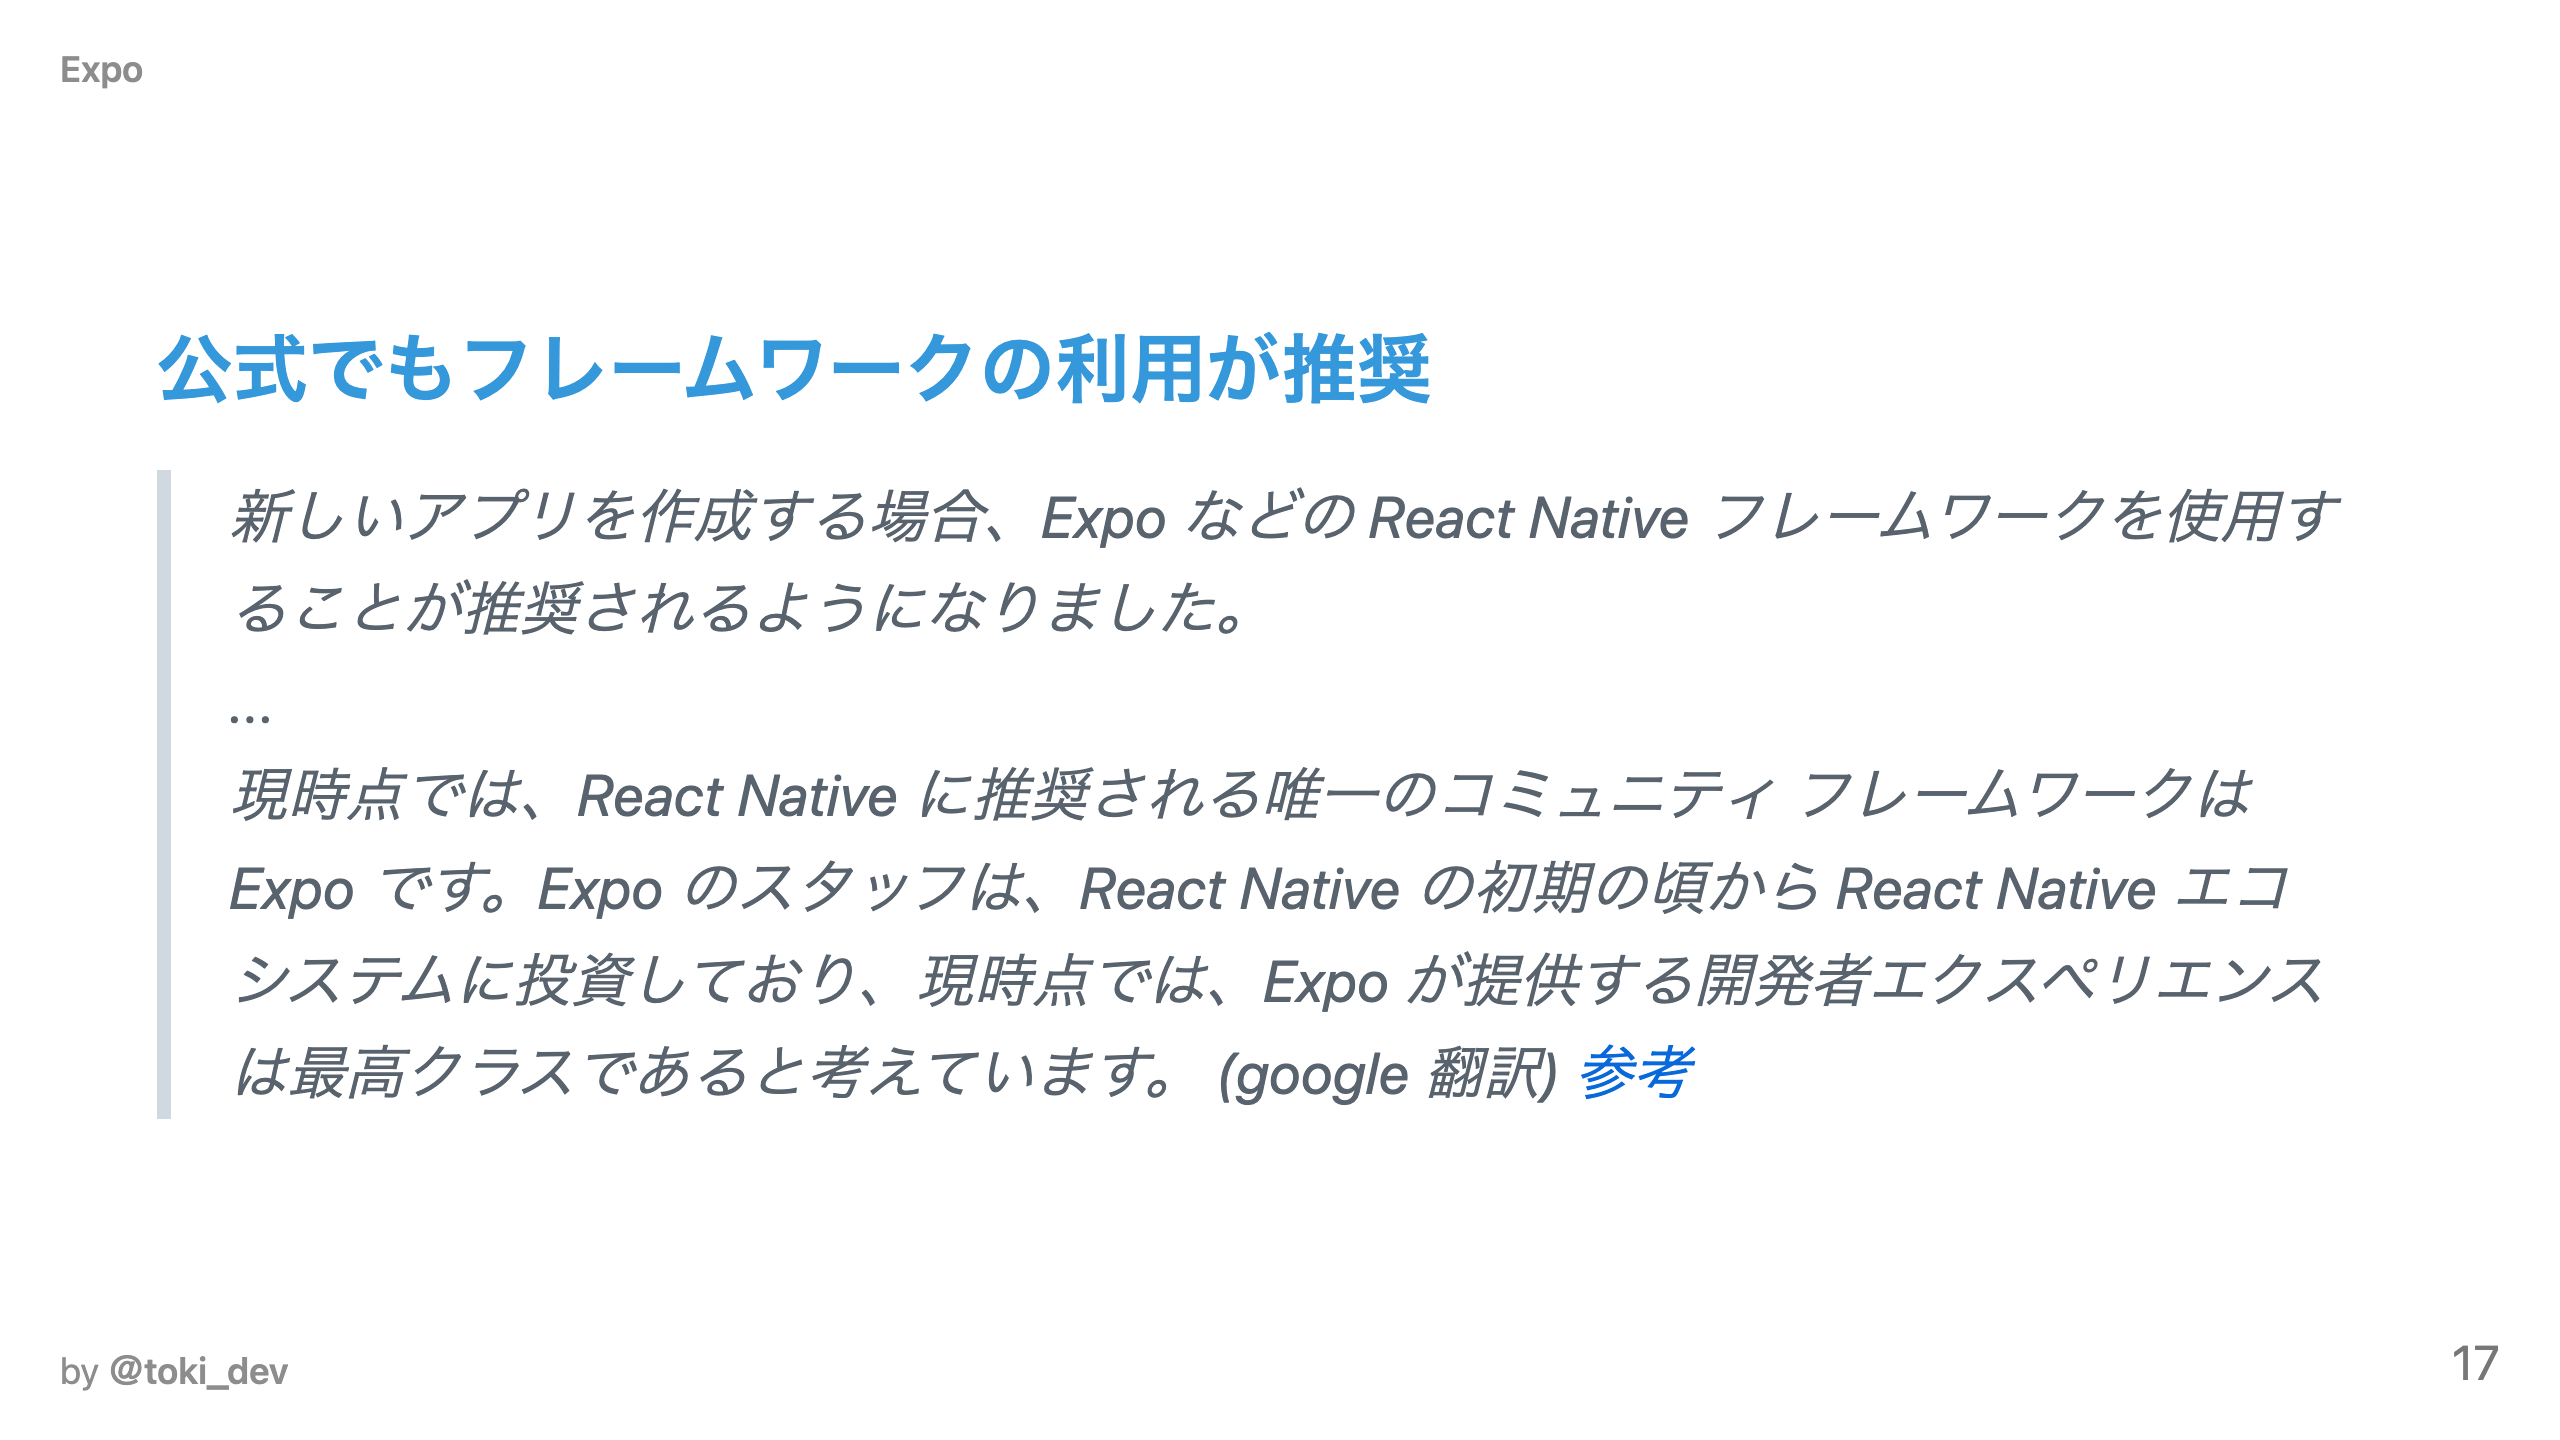 Expo
公式でもフレームワークの利用が推奨
新しいアプリを作成する場合、Expo などの React Native フレームワークを使用す
ることが推奨されるようになりました。
...
現時点では、React Native に推奨される唯一のコミュニティ フレームワークは
Expo です。Expo のスタッフは、React Native の初期の頃から React Native エコ
システムに投資しており、現時点では、Expo が提供する開発者エクスペリエンス
は最高クラスであると考えています。 (google 翻訳) 参考
by @toki_dev
17